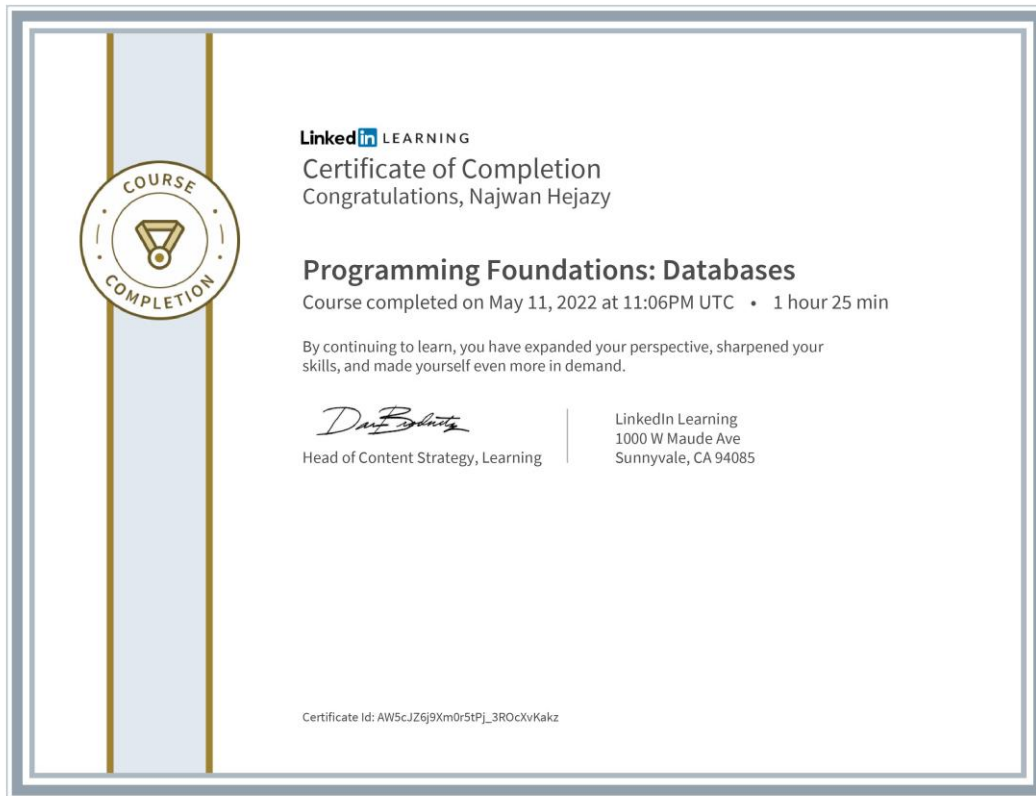 COURSE
COMPLETION
Linkedin LEARNING
Certificate of Completion
Congratulations, Najwan Hejazy
Programming Foundations: Databases
Course completed on May 11, 2022 at 11:06PM UTC • 1 hour 25 min
By continuing to learn, you have expanded your perspective, sharpened your
skills, and made yourself even more in demand.
Head of Content Strategy, Learning
LinkedIn Learning
1000 W Maude Ave
Sunnyvale, CA 94085
Certificate Id: AW5cJZ6j9Xm0r5tPj_3ROcXvKakz